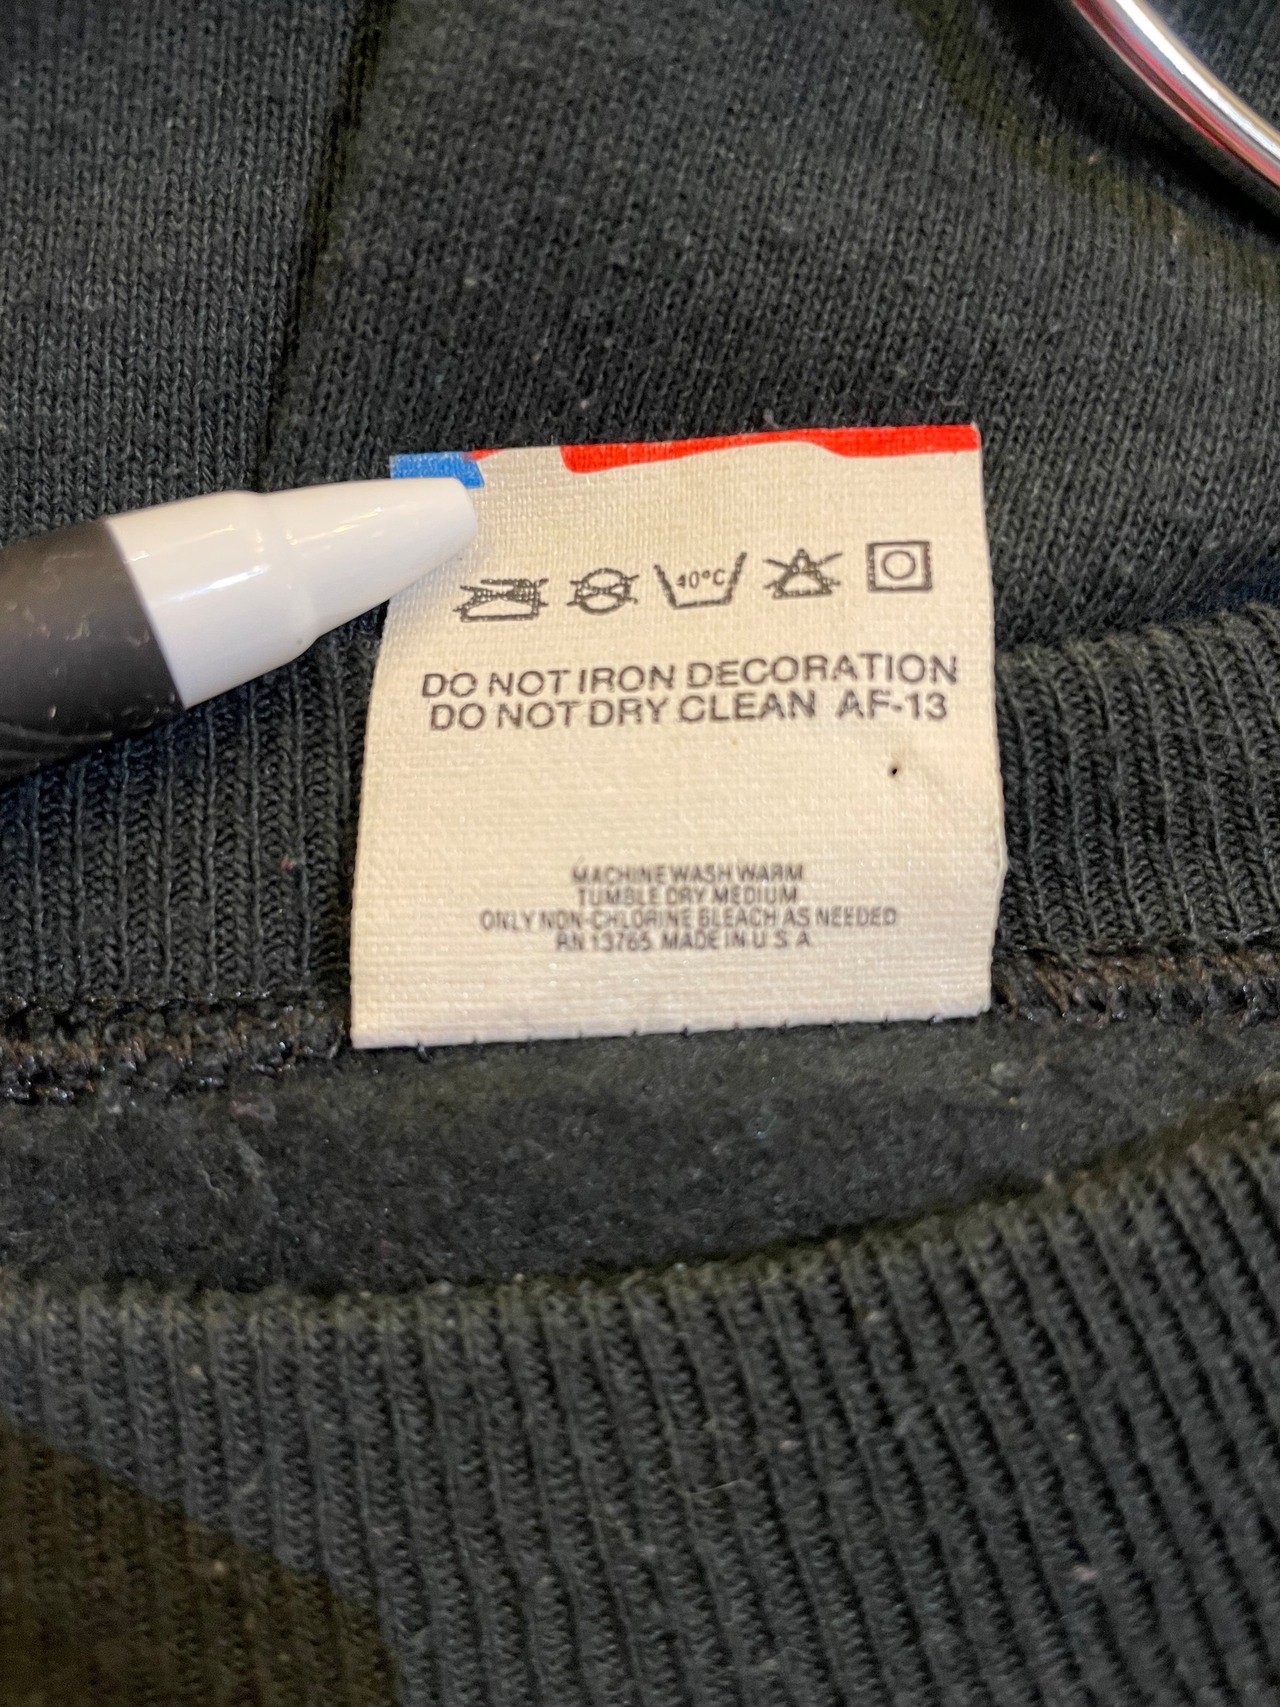 40°C
DO NOT IRON DECORATION
DO NOT DRY CLEAN AF-13
MACHINE WASH WARM
TUMBLE DRY MEDIUM
ONLY NON-CHLORINE BLEACH AS NEEDED
RN 13765 MADE IN U S A